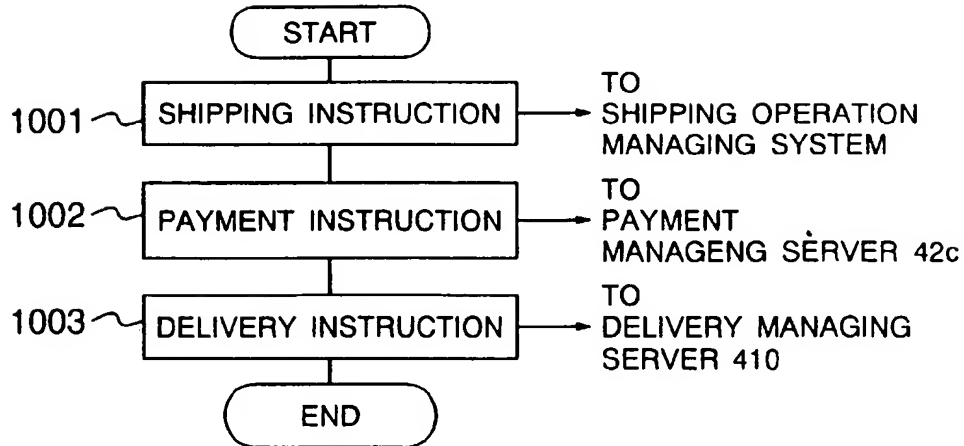 START
1001
SHIPPING INSTRUCTION
TO
SHIPPING OPERATION
MANAGING SYSTEM
1002
PAYMENT INSTRUCTION
TO
PAYMENT
MANAGENG SERVER 42c
1003
DELIVERY INSTRUCTION
TO
DELIVERY MANAGING
SERVER 410
END